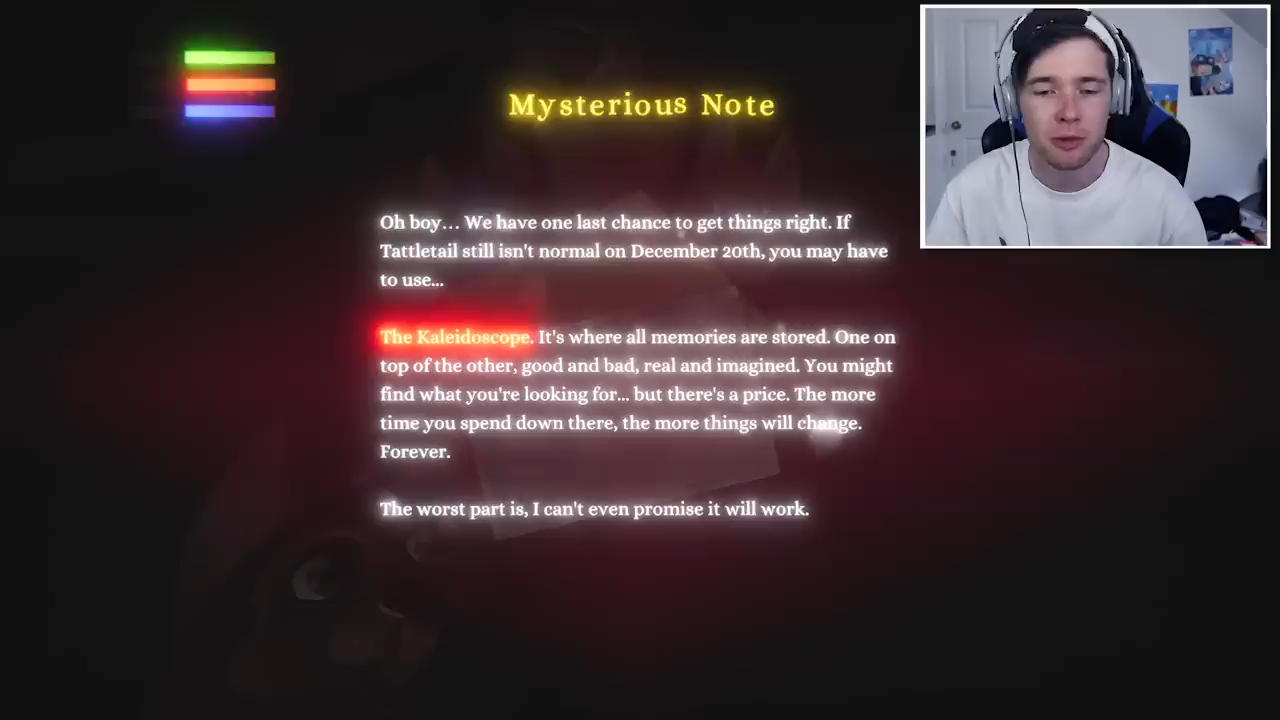 Mysterious Note
Oh boy... We have one last chance to get things right. If
Tattletail still isn't normal on December 20th, you may have
to use...
The Kaleidoscope. It's where all memories are stored. One on
top of the other, good and bad, real and imagined. You might
find what you're looking for... but there's a price. The more
time you spend down there, the more things will change.
Forever.
The worst part is, I can't even promise it will work.